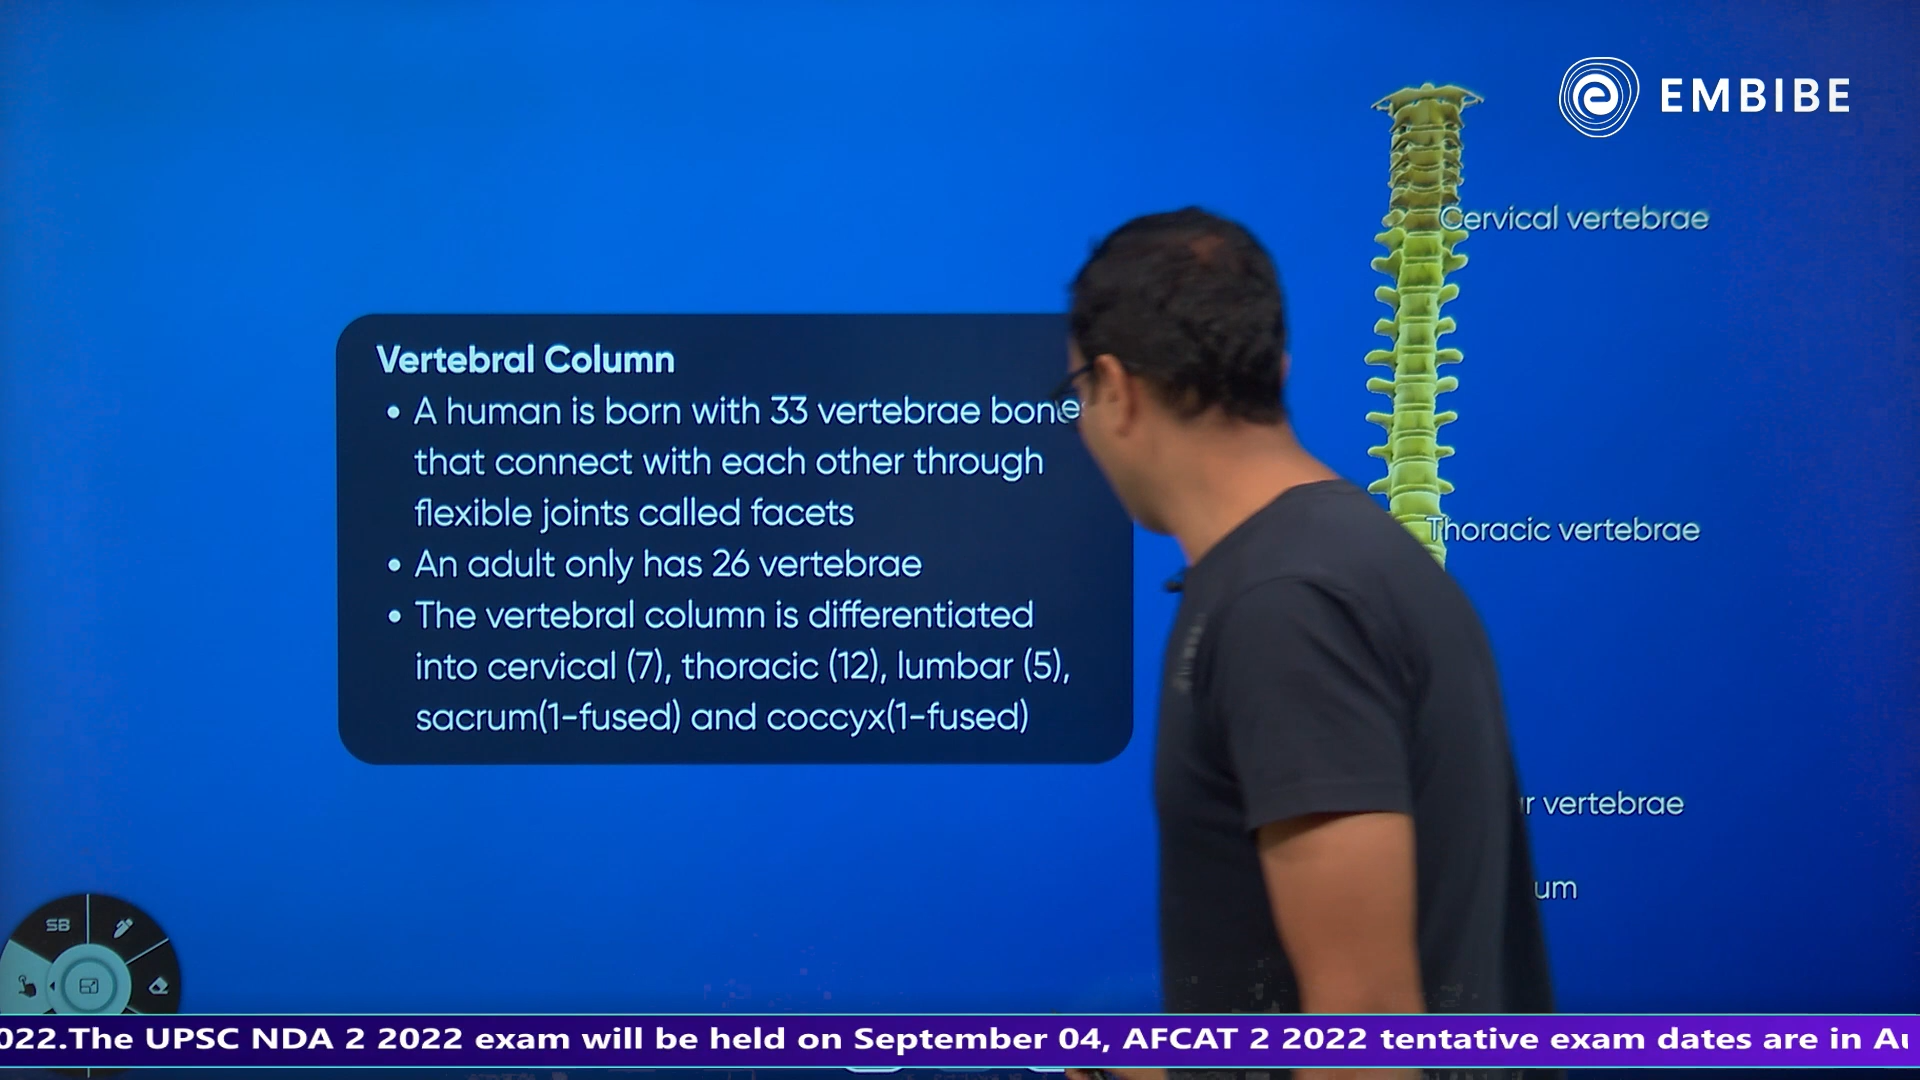 EMBIBE
Cervical vertebrae
Vertebral Column
• A human is born with 33 vertebrae bones
that connect with each other through
flexible joints called facets
• An adult only has 26 vertebrae
• The vertebral column is differentiated
into cervical (7), thoracic (12), lumbar (5),
sacrum(1-fused) and coccyx(1-fused)
Thoracic vertebrae
vertebrae
SB
022.The UPSC NDA 2 2022 exam will be held on September 04, AFCAT 2 2022 tentative exam dates are in